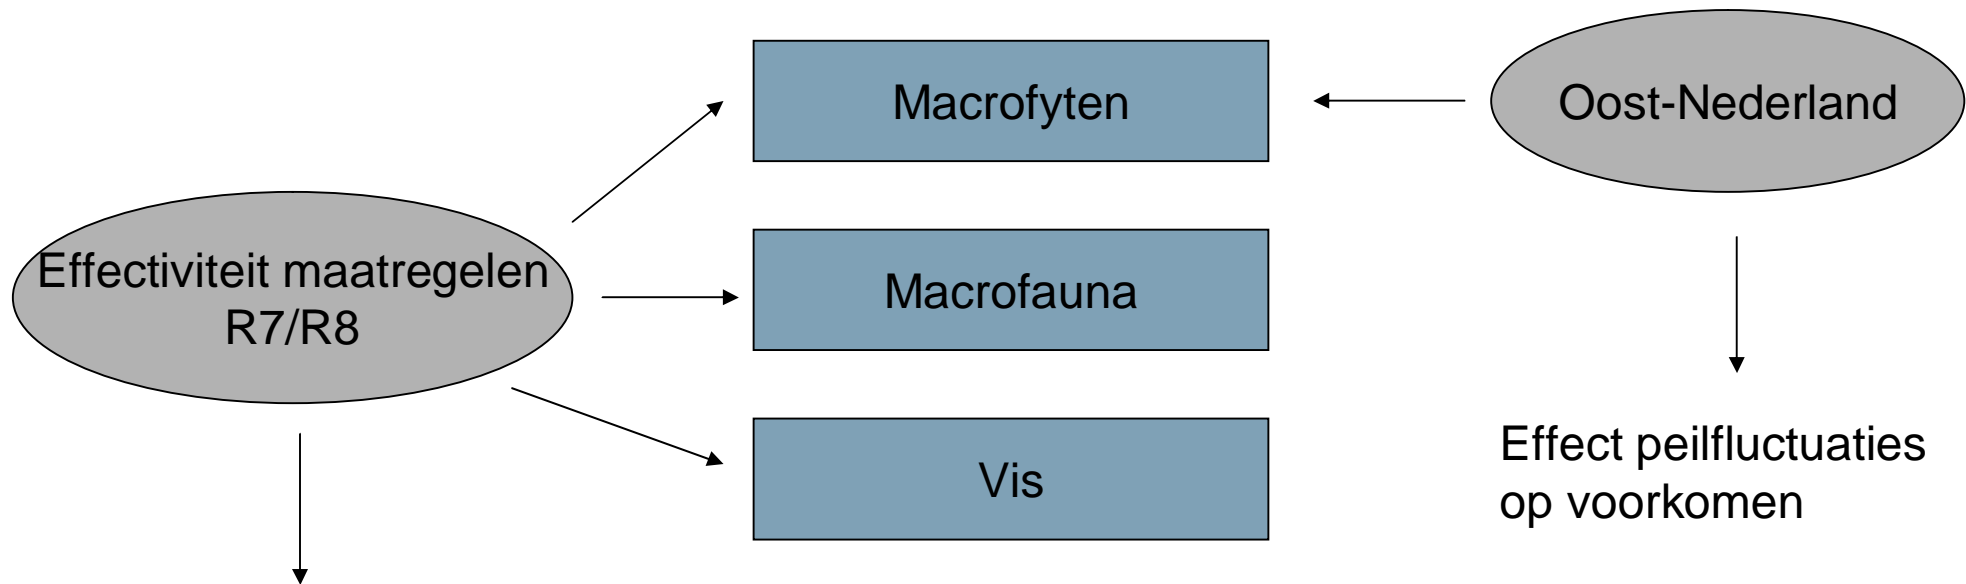 Macrofyten
Oost-Nederland
Effectiviteit maatregelen
R7/R8
Macrofauna
Vis
Effect peilfluctuaties
op voorkomen